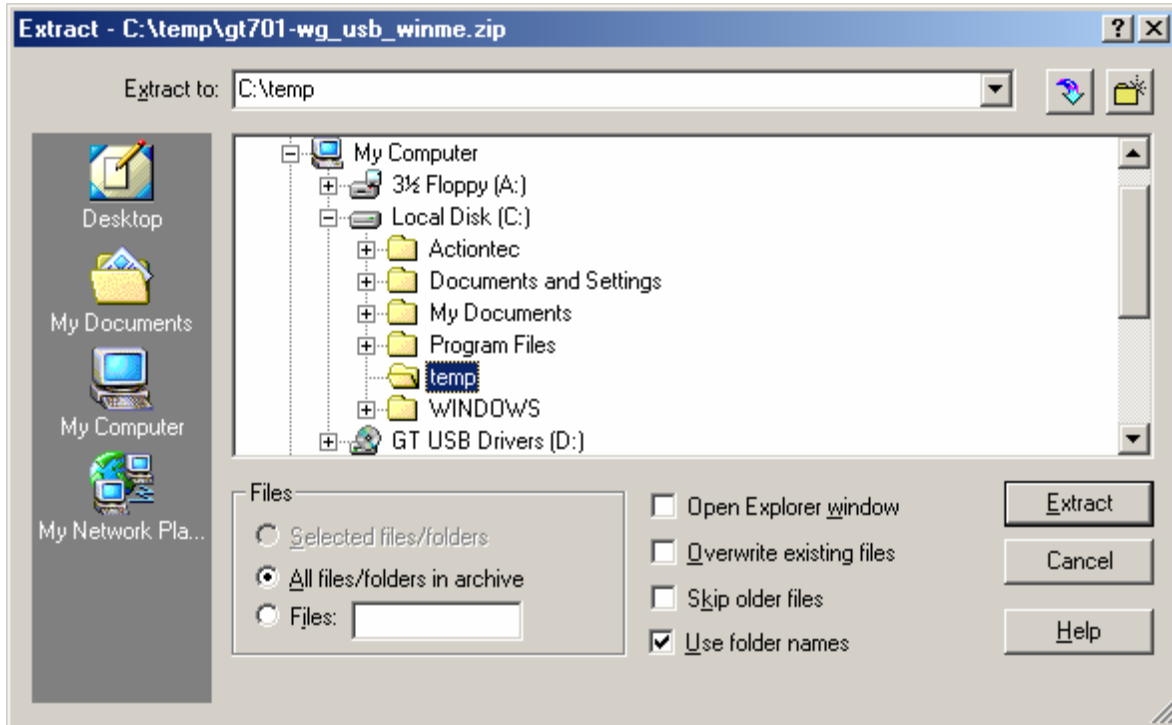 Extract - C:\temp\gt701-wg_usb_winme.zip
Extract to: C:\temp
Desktop
My Documents
My Computer
My Network Pla...
My Computer
3½ Floppy (A:)
Local Disk (C:)
Actiontec
Documents and Settings
My Documents
Program Files
temp
WINDOWS
GT USB Drivers (D:)
Files
Selected files/folders
All files/folders in archive
Files:
Open Explorer window
Overwrite existing files
Skip older files
Use folder names
Extract
Cancel
Help